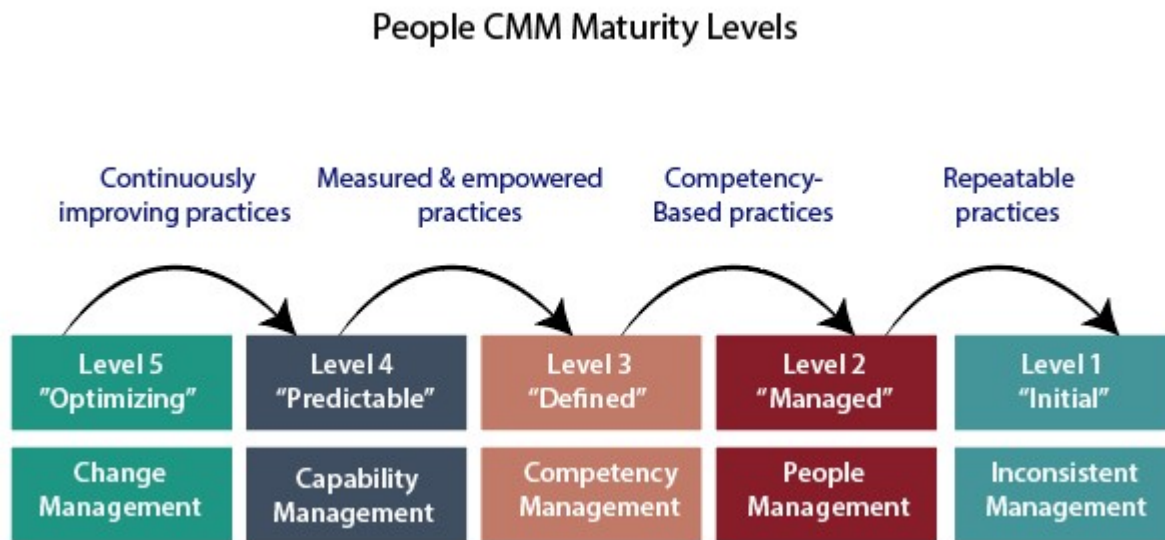 People CMM Maturity Levels
Continuously
improving practices
Measured & empowered
practices
Competency-
Based practices
Repeatable
practices
Level 5
”Optimizing”
Level 4
“Predictable”
Level 3
“Defined”
Level 2
“Managed”
Level 1
“Initial”
Change
Management
Capability
Management
Competency
Management
People
Management
Inconsistent
Management